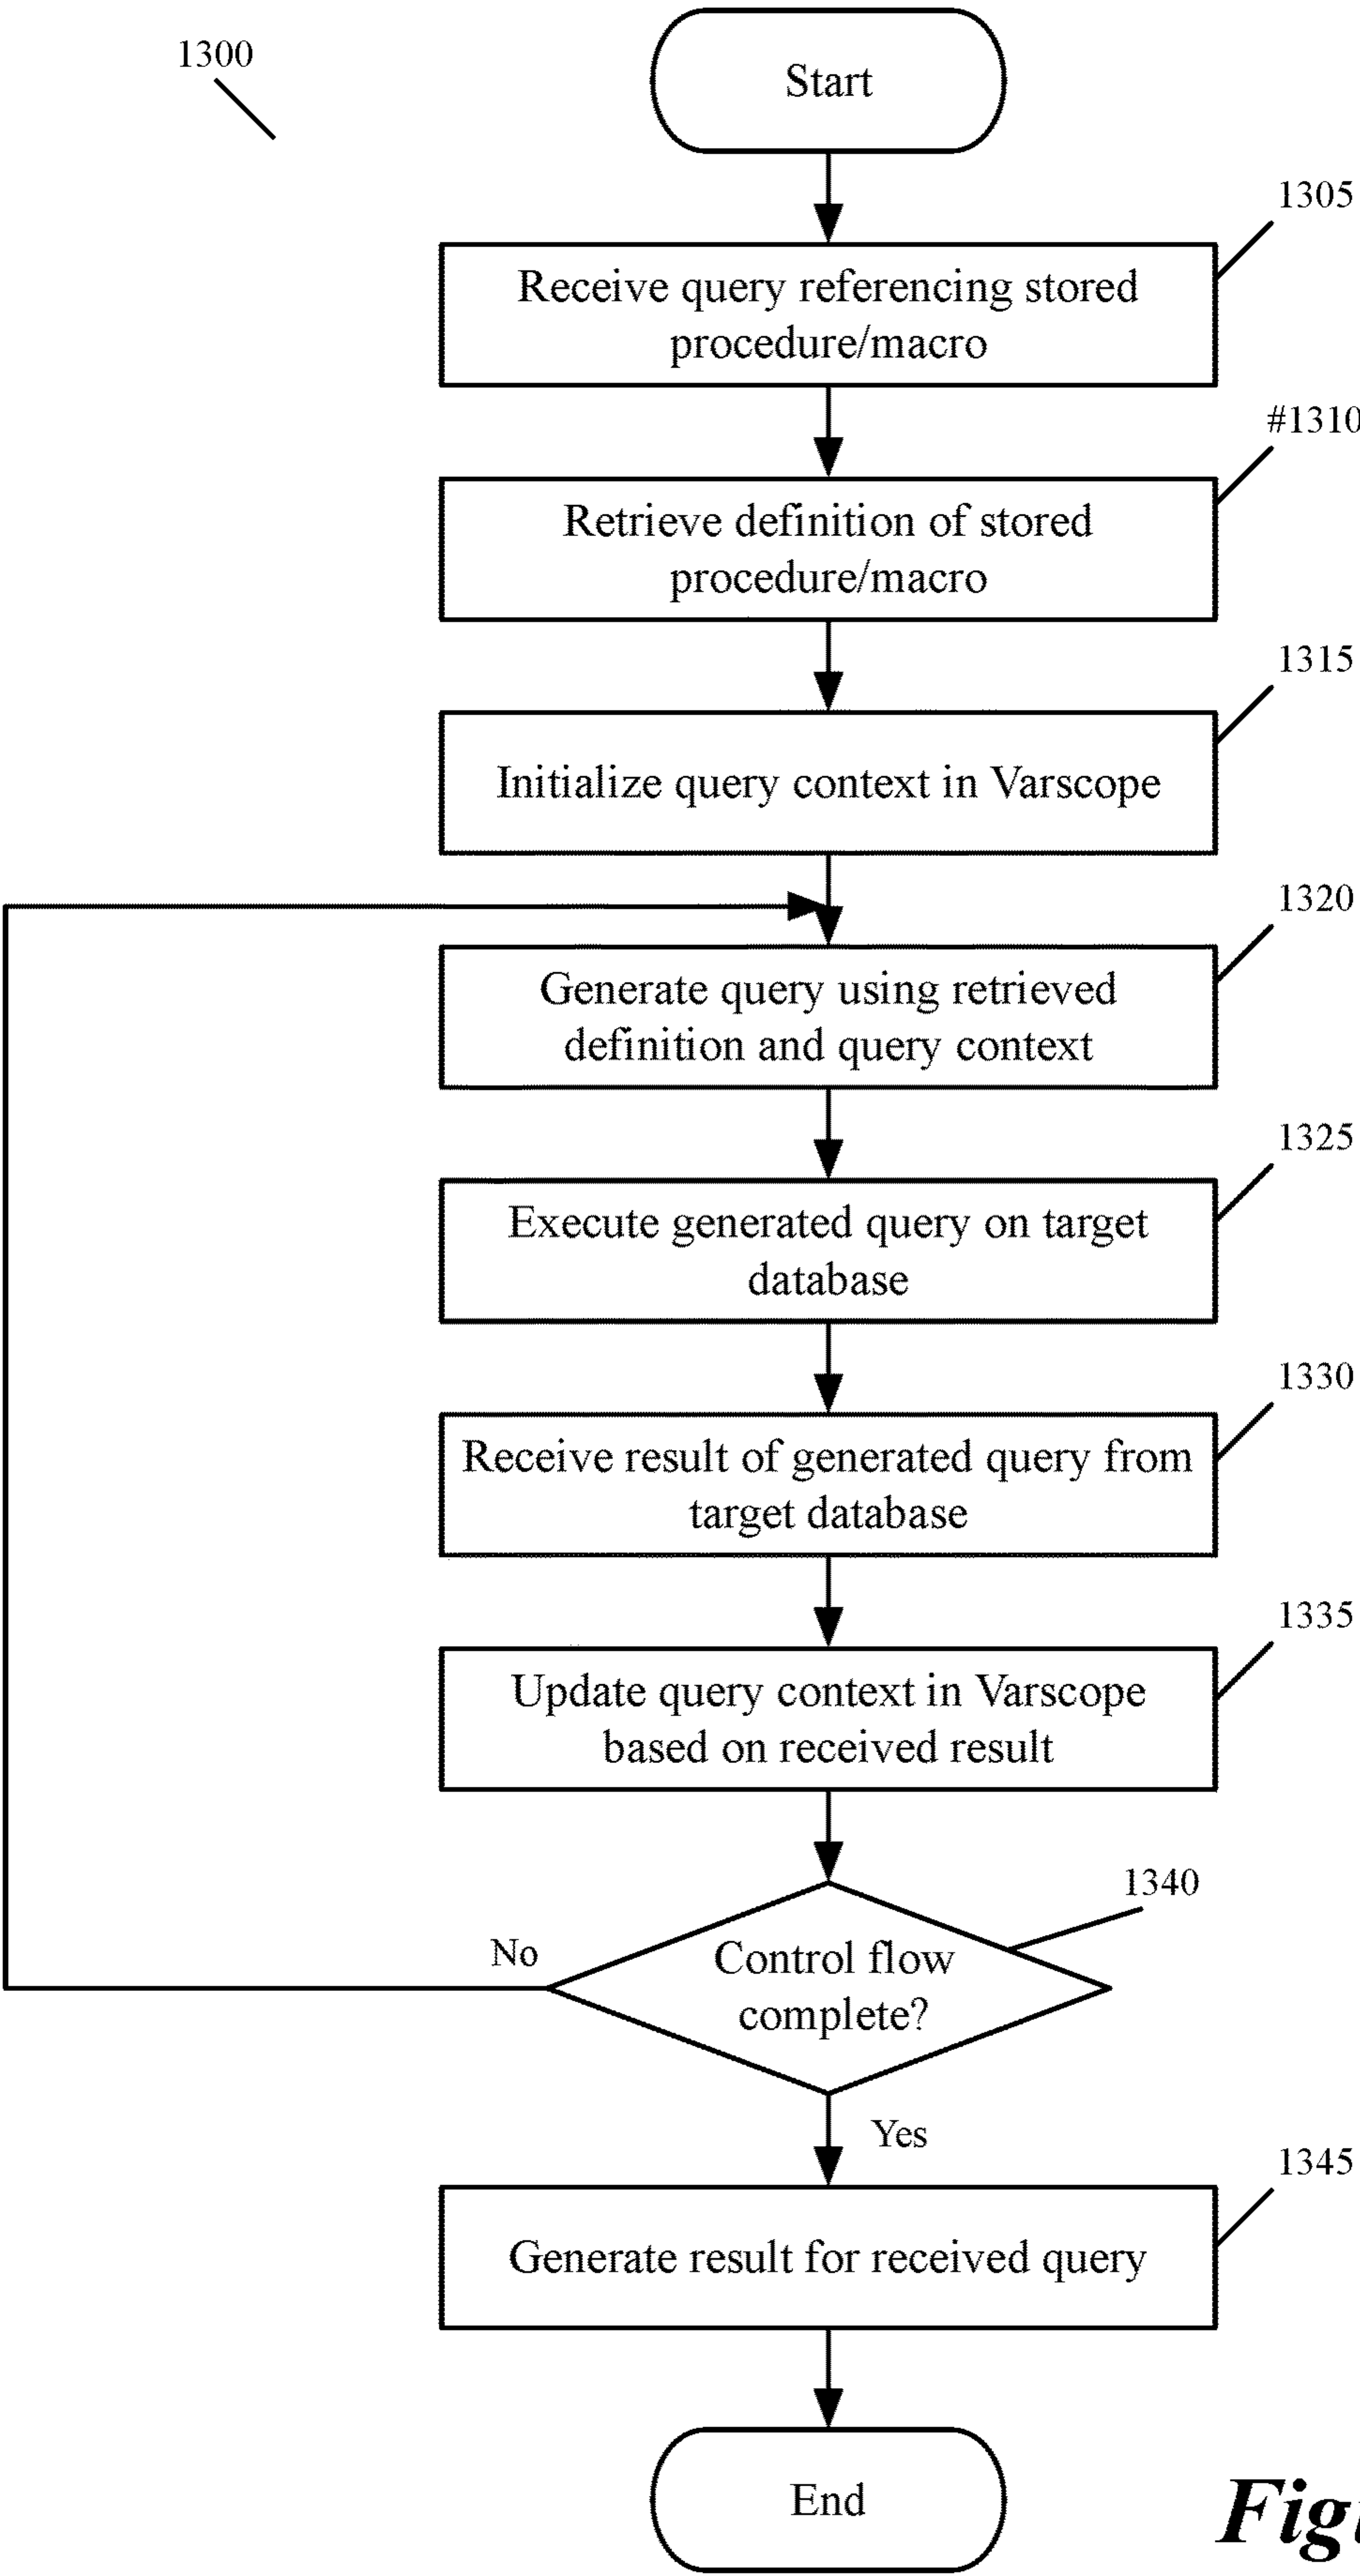 1300
Start
1305
Receive query referencing stored
procedure/macro
#1310
Retrieve definition of stored
procedure/macro
1315
Initialize query context in Varscope
1320
Generate query using retrieved
definition and query context
1325
Execute generated query on target
database
1330
Receive result of generated query from
target database
1335
Update query context in Varscope
based on received result
1340
Control flow
complete?
No
Yes
1345
Generate result for received query
End